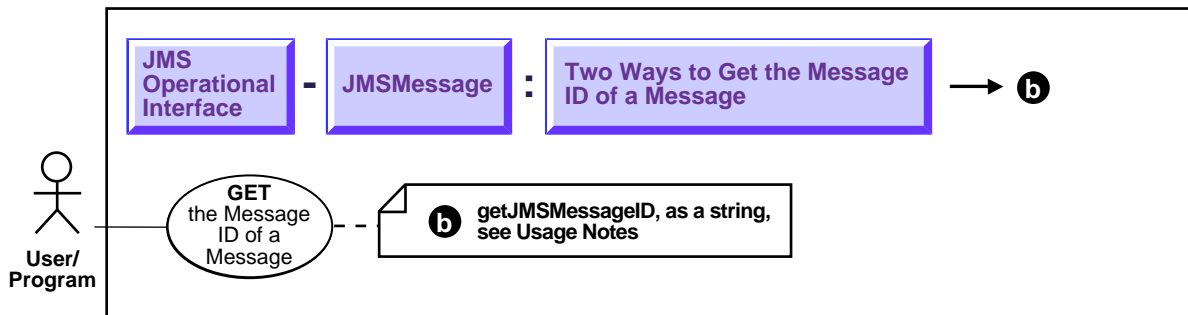 JMS
Operational
Interface
-
JMSMessage
:
Two Ways to Get the Message
ID of a Message
b
GET
the Message
ID of a
Message
b
getJMSMessageID, as a string,
see Usage Notes
User/
Program